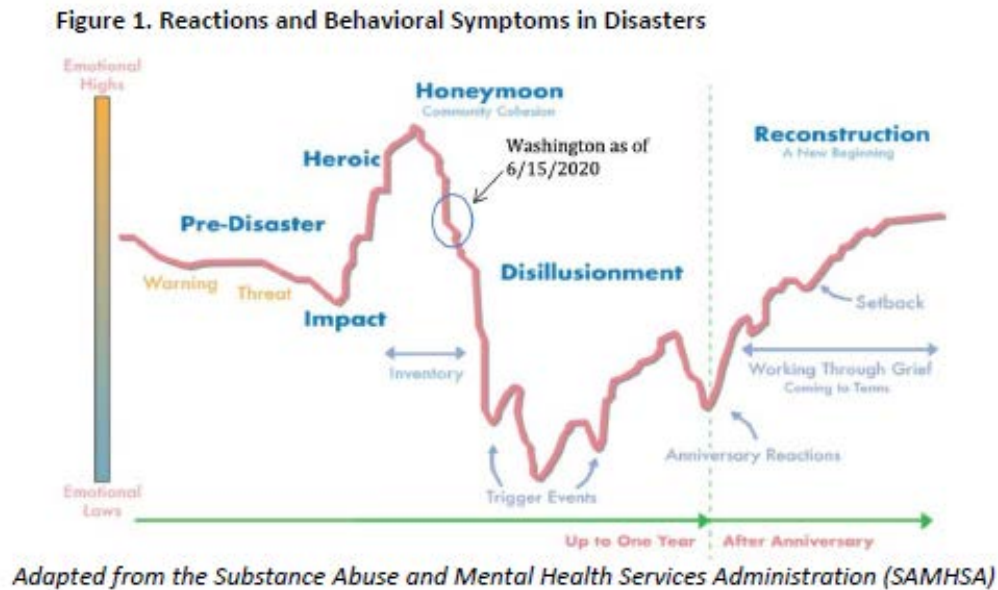 Figure 1. Reactions and Behavioral Symptoms in Disasters
Emotional
Highs
Honeymoon
Community Cohesion
Washington as of
6/15/2020
Reconstruction
A New Beginning
Heroic
Pre-Disaster
Warning
Threat
Impact
Disillusionment
Setback
Inventory
Working Through Grief
Coming to Terms
Anniversary Reactions
Trigger Events
Emotional
Lows
Up to One Year
After Anniversary
Adapted from the Substance Abuse and Mental Health Services Administration (SAMHSA)